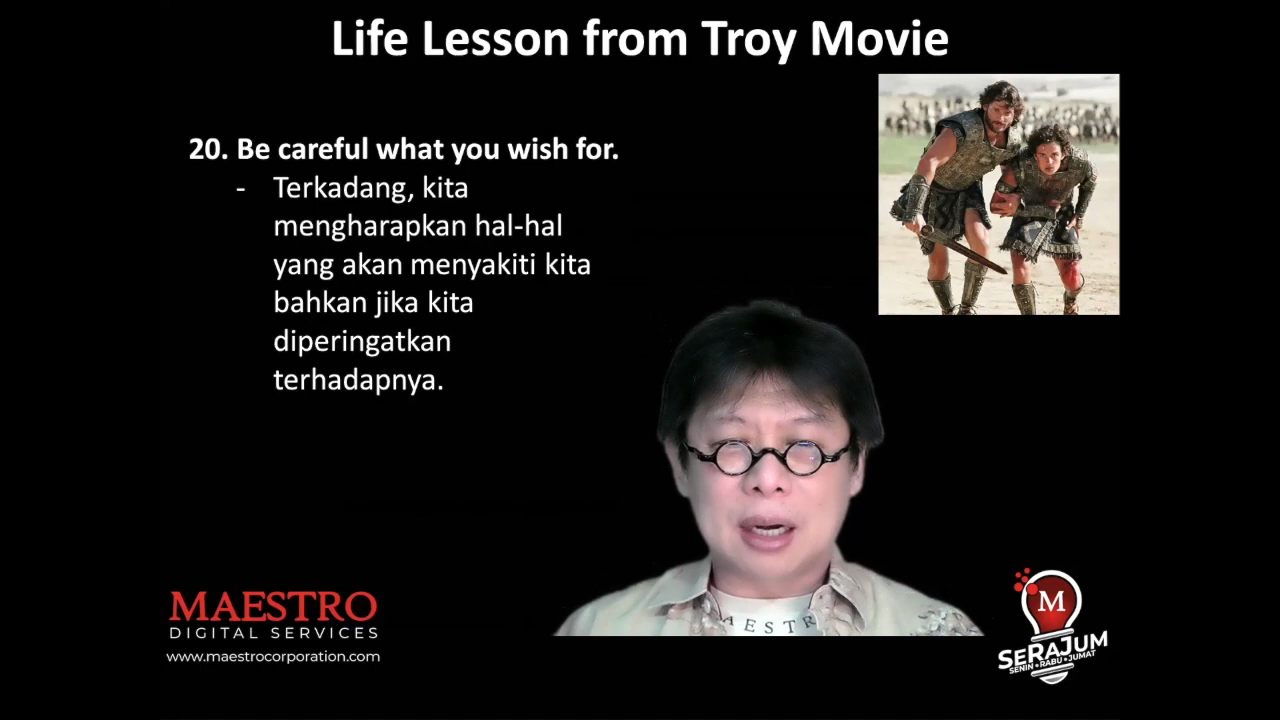 Life Lesson from Troy Movie
20. Be careful what you wish for.
- Terkadang, kita
mengharapkan hal-hal
yang akan menyakiti kita
bahkan jika kita
diperingatkan
terhadapnya.
AESTR
MAESTRO
DIGITAL SERVICES
www.maestrocorporation.com
M
SERAJUM
SENIN • RABU • JUMAT